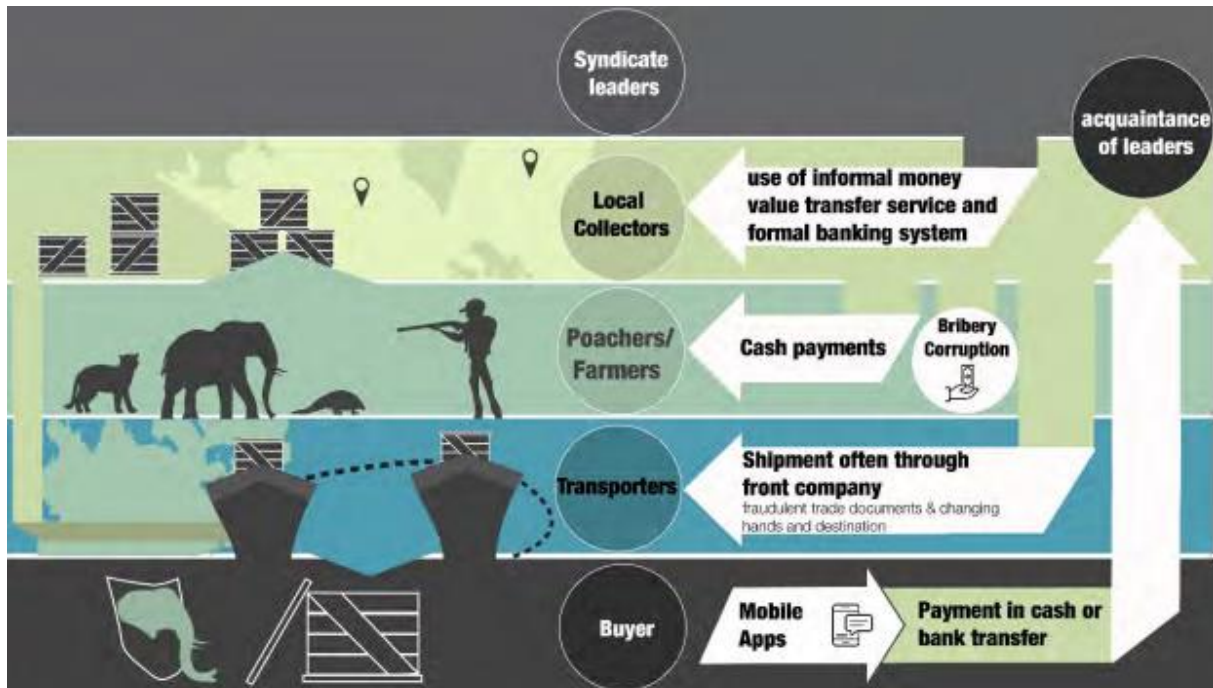 Syndicate
leaders
acquaintance
of leaders
Local
Collectors
use of informal money
value transfer service and
formal banking system
Poachers/
Farmers
Cash payments
Bribery
Corruption
Transporters
Shipment often through
front company
fraudulent trade documents & changing
hands and destination
Buyer
Mobile
Apps
Payment in cash or
bank transfer